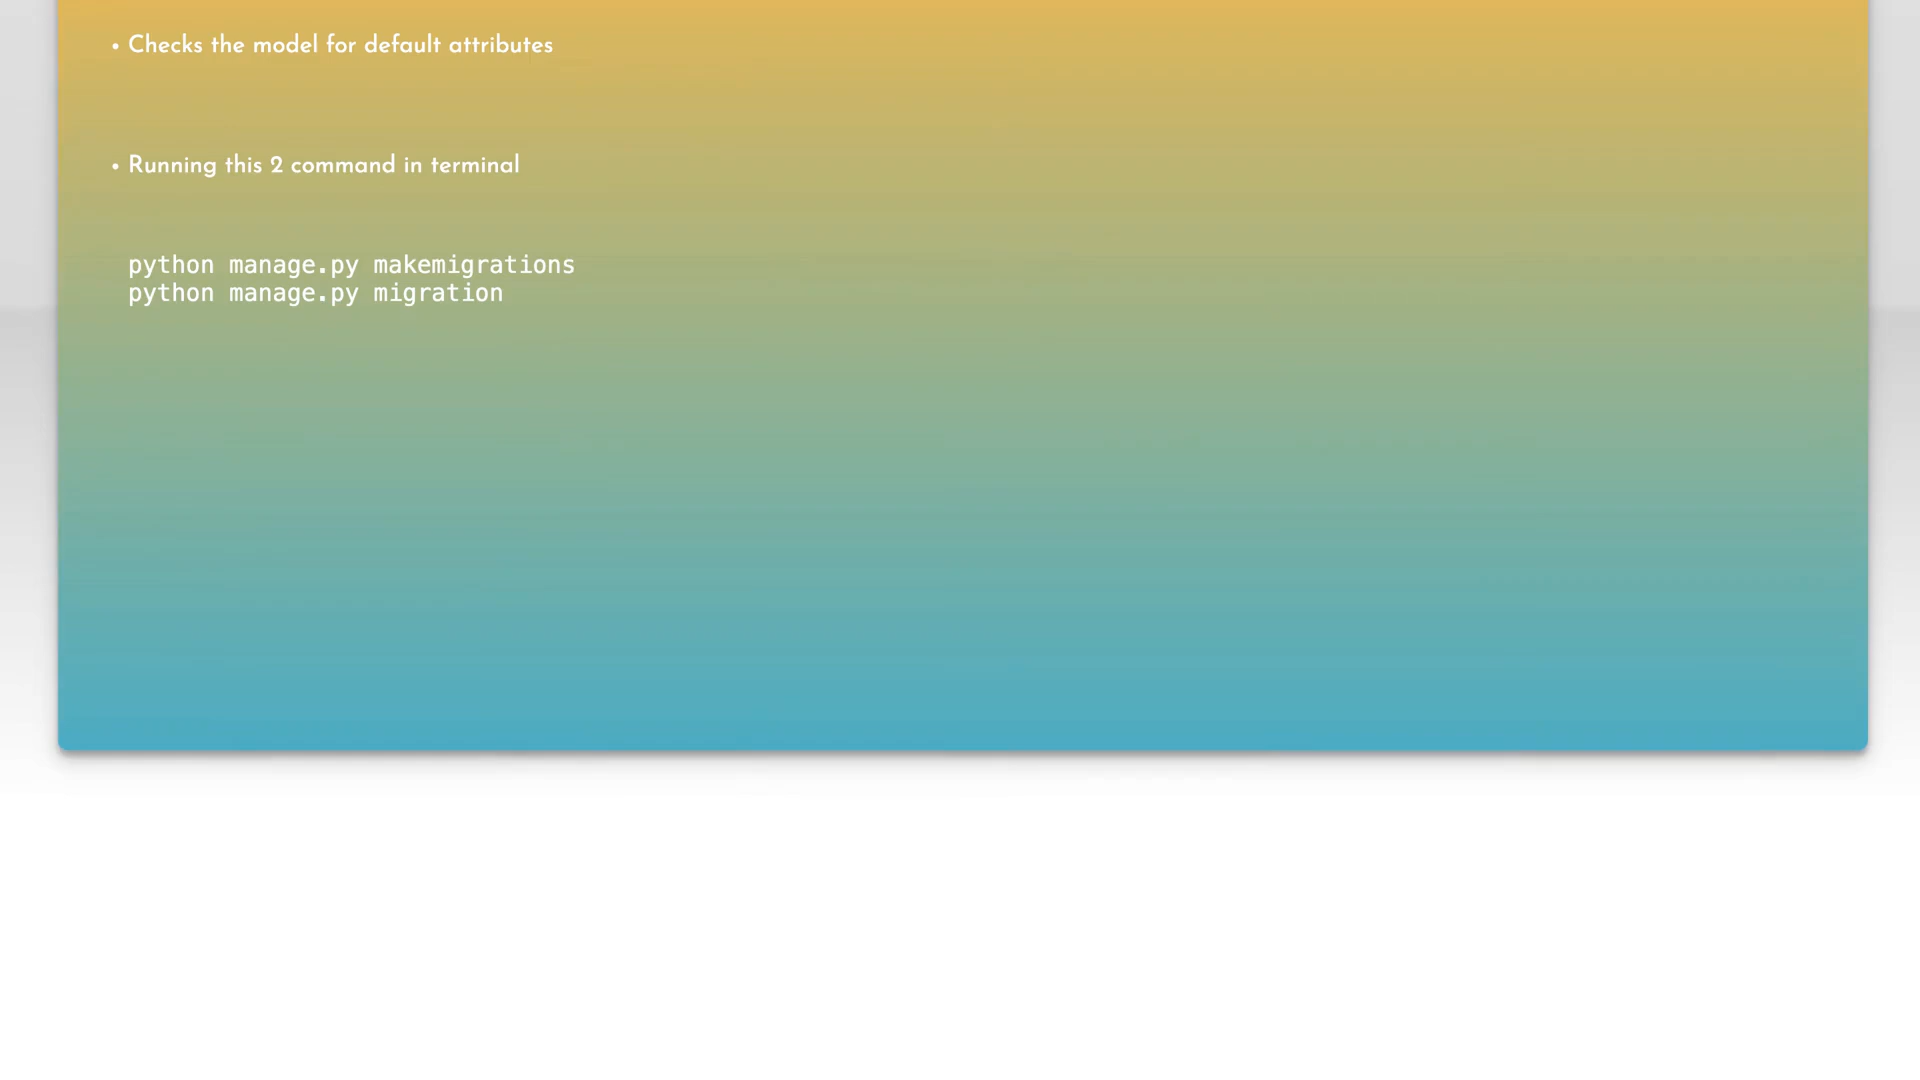 • Checks the model for default attributes
• Running this 2 command in terminal
python manage.py makemigrations
python manage.py migration